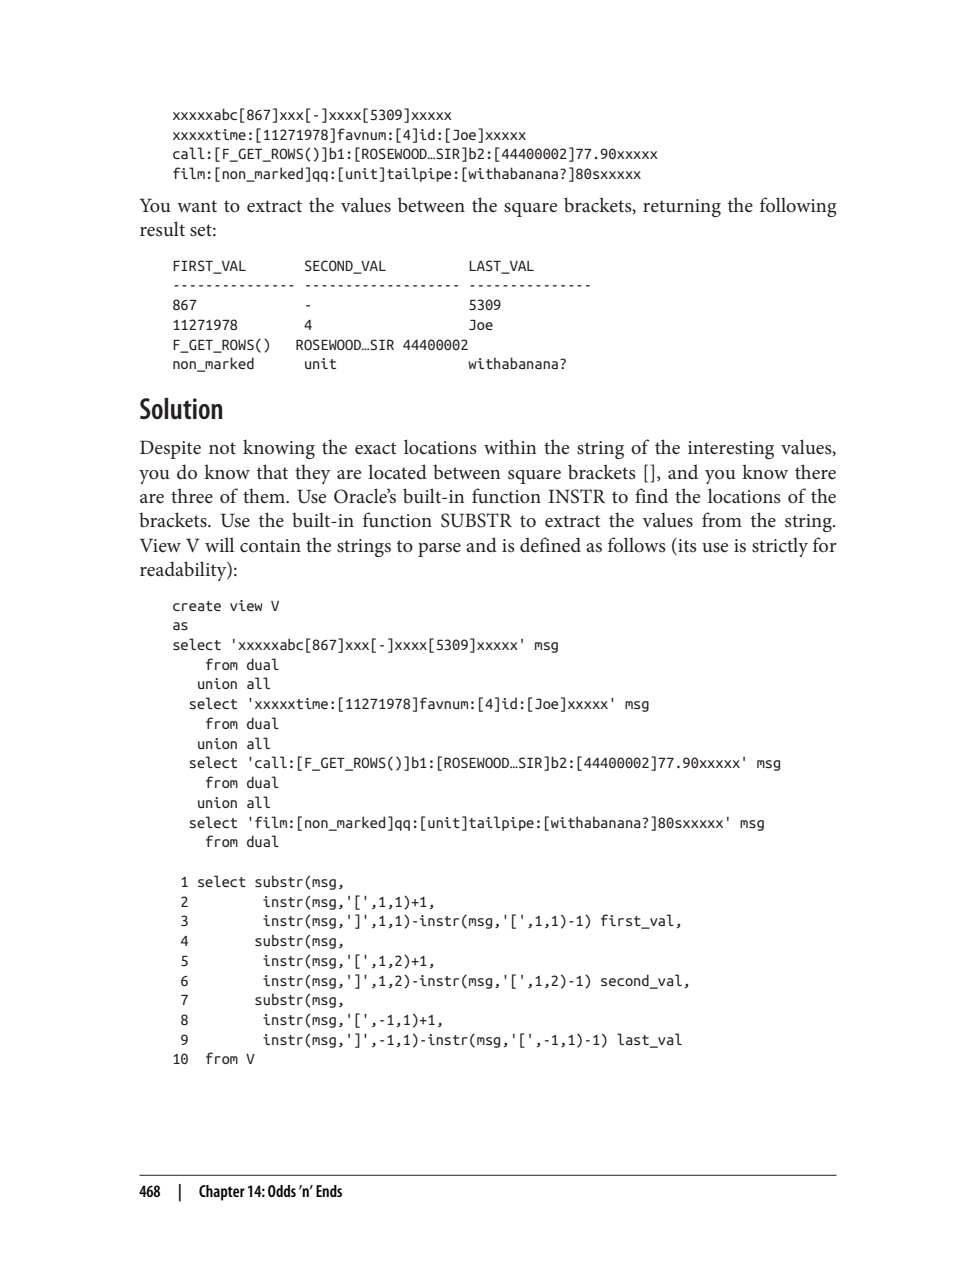 xxxxxabc[867]xxx[-]xxxx[5309]xxxxx
xxxxxtime:[11271978]favnum:[4]id:[Joe]xxxxx
call:[F_GET_ROWS()]b1:[ROSEWOOD…SIR]b2:[44400002]77.90xxxxx
film:[non_marked]qq:[unit]tailpipe:[withabanana?]80sxxxxx
You want to extract the values between the square brackets, returning the following
result set:
FIRST_VAL       SECOND_VAL          LAST_VAL
--------------- ------------------- ---------------
867             -                   5309
11271978        4                   Joe
F_GET_ROWS()   ROSEWOOD…SIR 44400002
non_marked      unit                withabanana?
Solution
Despite not knowing the exact locations within the string of the interesting values,
you do know that they are located between square brackets [], and you know there
are three of them. Use Oracle’s built-in function INSTR to find the locations of the
brackets. Use the built-in function SUBSTR to extract the values from the string.
View V will contain the strings to parse and is defined as follows (its use is strictly for
readability):
create view V
as
select 'xxxxxabc[867]xxx[-]xxxx[5309]xxxxx' msg
    from dual
   union all
  select 'xxxxxtime:[11271978]favnum:[4]id:[Joe]xxxxx' msg
    from dual
   union all
  select 'call:[F_GET_ROWS()]b1:[ROSEWOOD…SIR]b2:[44400002]77.90xxxxx' msg
    from dual
   union all
  select 'film:[non_marked]qq:[unit]tailpipe:[withabanana?]80sxxxxx' msg
    from dual
 1 select substr(msg,
 2         instr(msg,'[',1,1)+1,
 3         instr(msg,']',1,1)-instr(msg,'[',1,1)-1) first_val,
 4        substr(msg,
 5         instr(msg,'[',1,2)+1,
 6         instr(msg,']',1,2)-instr(msg,'[',1,2)-1) second_val,
 7        substr(msg,
 8         instr(msg,'[',-1,1)+1,
 9         instr(msg,']',-1,1)-instr(msg,'[',-1,1)-1) last_val
10  from V
468 | Chapter 14: Odds ’n’ Ends